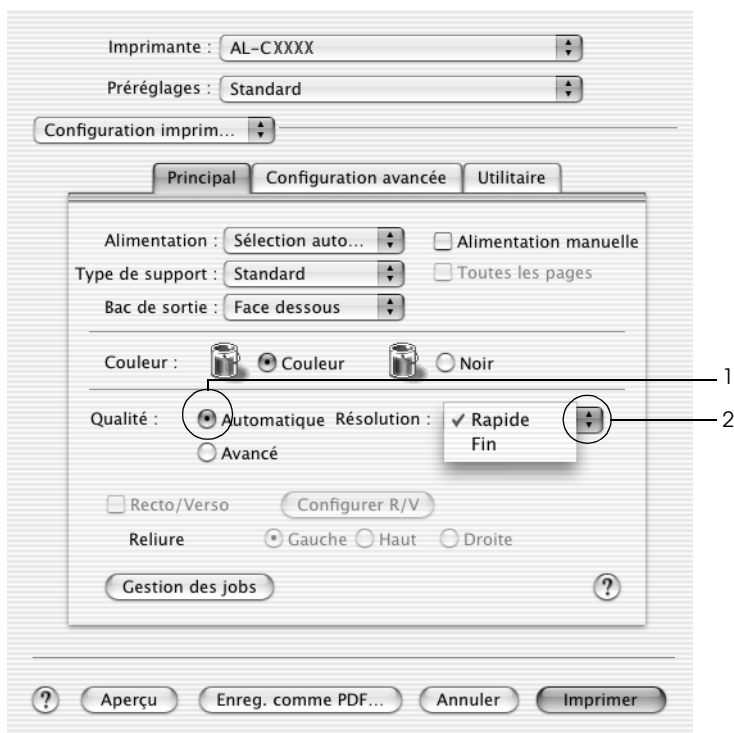 Imprimante : AL-CXXXX
Préréglages : Standard
Configuration imprim...
Principal Configuration avancée Utilitaire
Alimentation : Sélection auto... Alimentation manuelle
Type de support : Standard Toutes les pages
Bac de sortie : Face dessous
Couleur : Couleur Noir
1
Qualité : Automatique Résolution : ✓ Rapide 2
Fin
Avancé
Recto/Verso Configurer R/V
Reliure Gauche Haut Droite
Gestion des jobs ?
? Aperçu Enreg. comme PDF... Annuler Imprimer